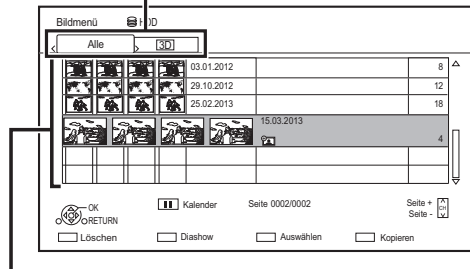 Bildmenü HDD
Alle 3D
03.01.2012 8
29.10.2012 12
25.02.2013 18
15.03.2013
4
OK
RETURN
Kalender Seite 0002/0002
Seite + CH
Seite -
Löschen Diashow Auswählen Kopieren